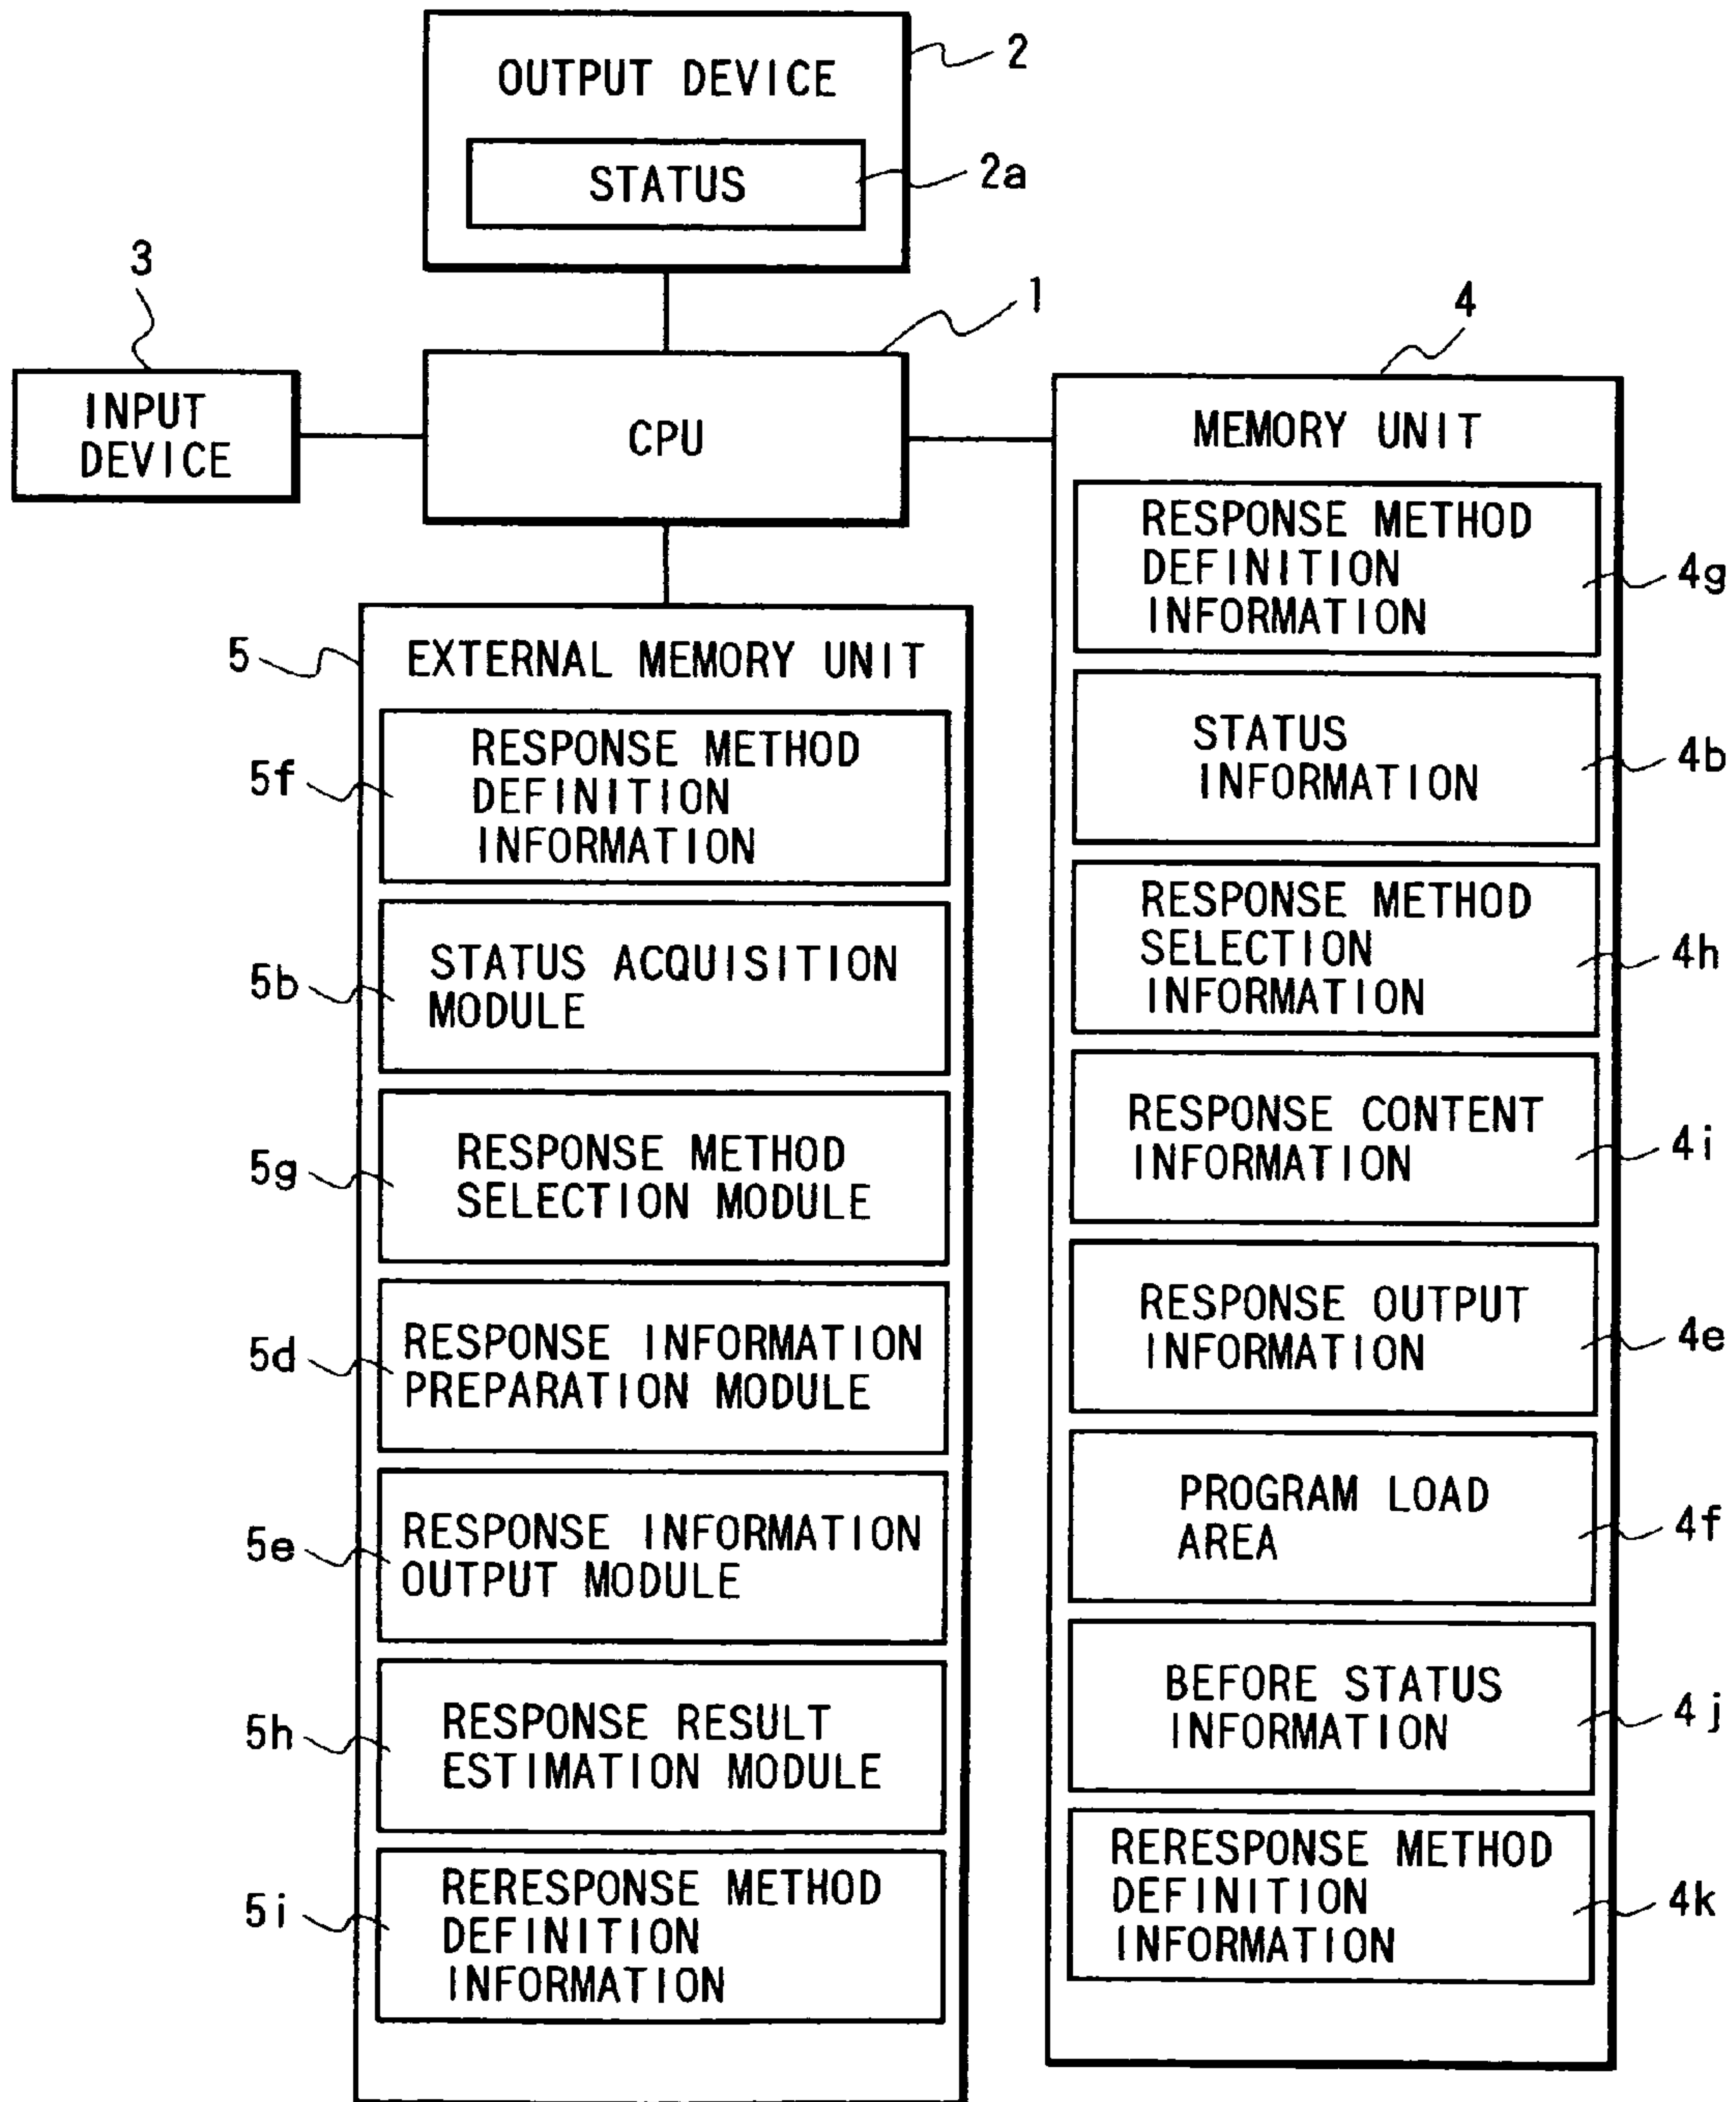 OUTPUT DEVICE
2
STATUS
2a
3
1
4
INPUT
DEVICE
CPU
MEMORY UNIT
RESPONSE METHOD
DEFINITION
INFORMATION
4g
STATUS
INFORMATION
4b
RESPONSE METHOD
SELECTION
INFORMATION
4h
RESPONSE CONTENT
INFORMATION
4i
RESPONSE OUTPUT
INFORMATION
4e
PROGRAM LOAD
AREA
4f
BEFORE STATUS
INFORMATION
4j
RERESPONSE METHOD
DEFINITION
INFORMATION
4k
5
EXTERNAL MEMORY UNIT
5f
RESPONSE METHOD
DEFINITION
INFORMATION
5b
STATUS ACQUISITION
MODULE
5g
RESPONSE METHOD
SELECTION MODULE
5d
RESPONSE INFORMATION
PREPARATION MODULE
5e
RESPONSE INFORMATION
OUTPUT MODULE
5h
RESPONSE RESULT
ESTIMATION MODULE
5i
RERESPONSE METHOD
DEFINITION
INFORMATION